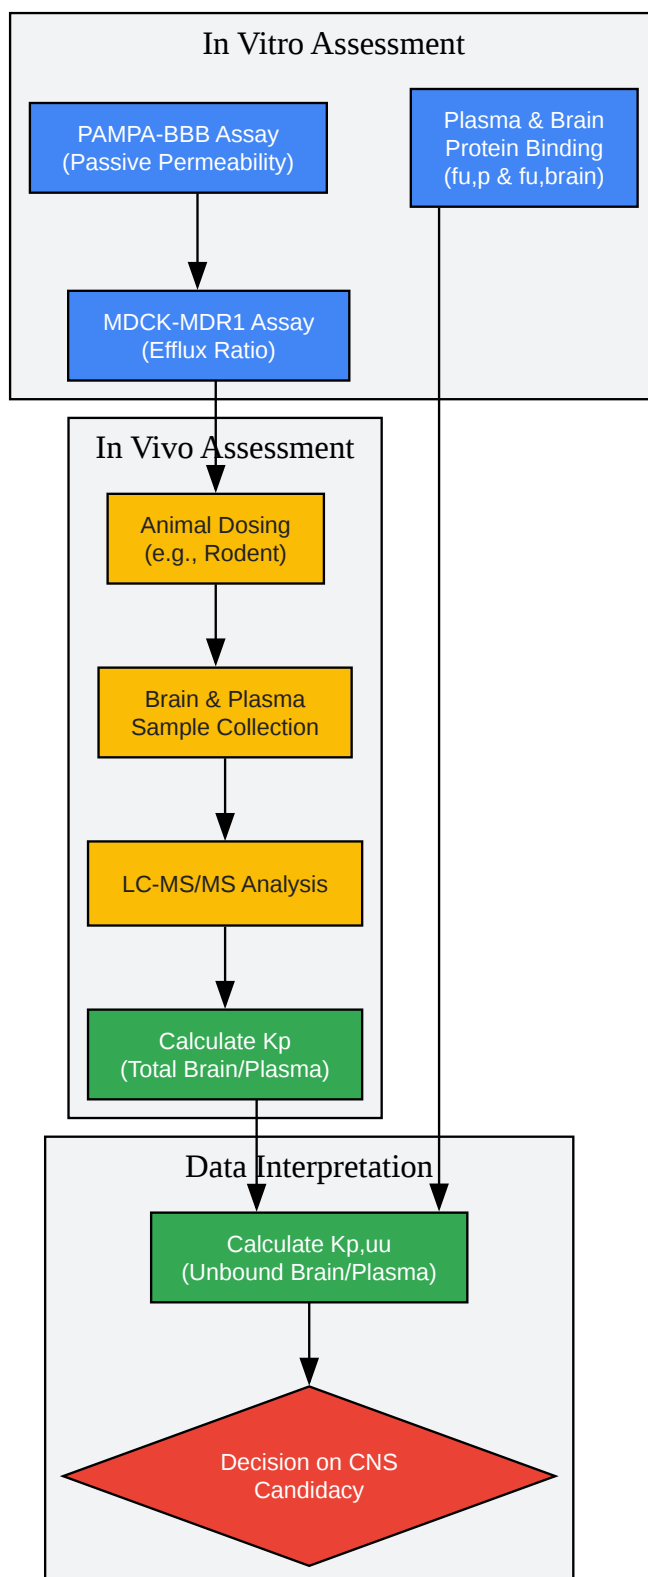 In Vitro Assessment
PAMPA-BBB Assay
(Passive Permeability)
Plasma & Brain
Protein Binding
(fu,p & fu,brain)
MDCK-MDR1 Assay
(Efflux Ratio)
In Vivo Assessment
Animal Dosing
(e.g., Rodent)
Brain & Plasma
Sample Collection
LC-MS/MS Analysis
Calculate Kp
(Total Brain/Plasma)
Data Interpretation
Calculate Kp,uu
(Unbound Brain/Plasma)
Decision on CNS
Candidacy